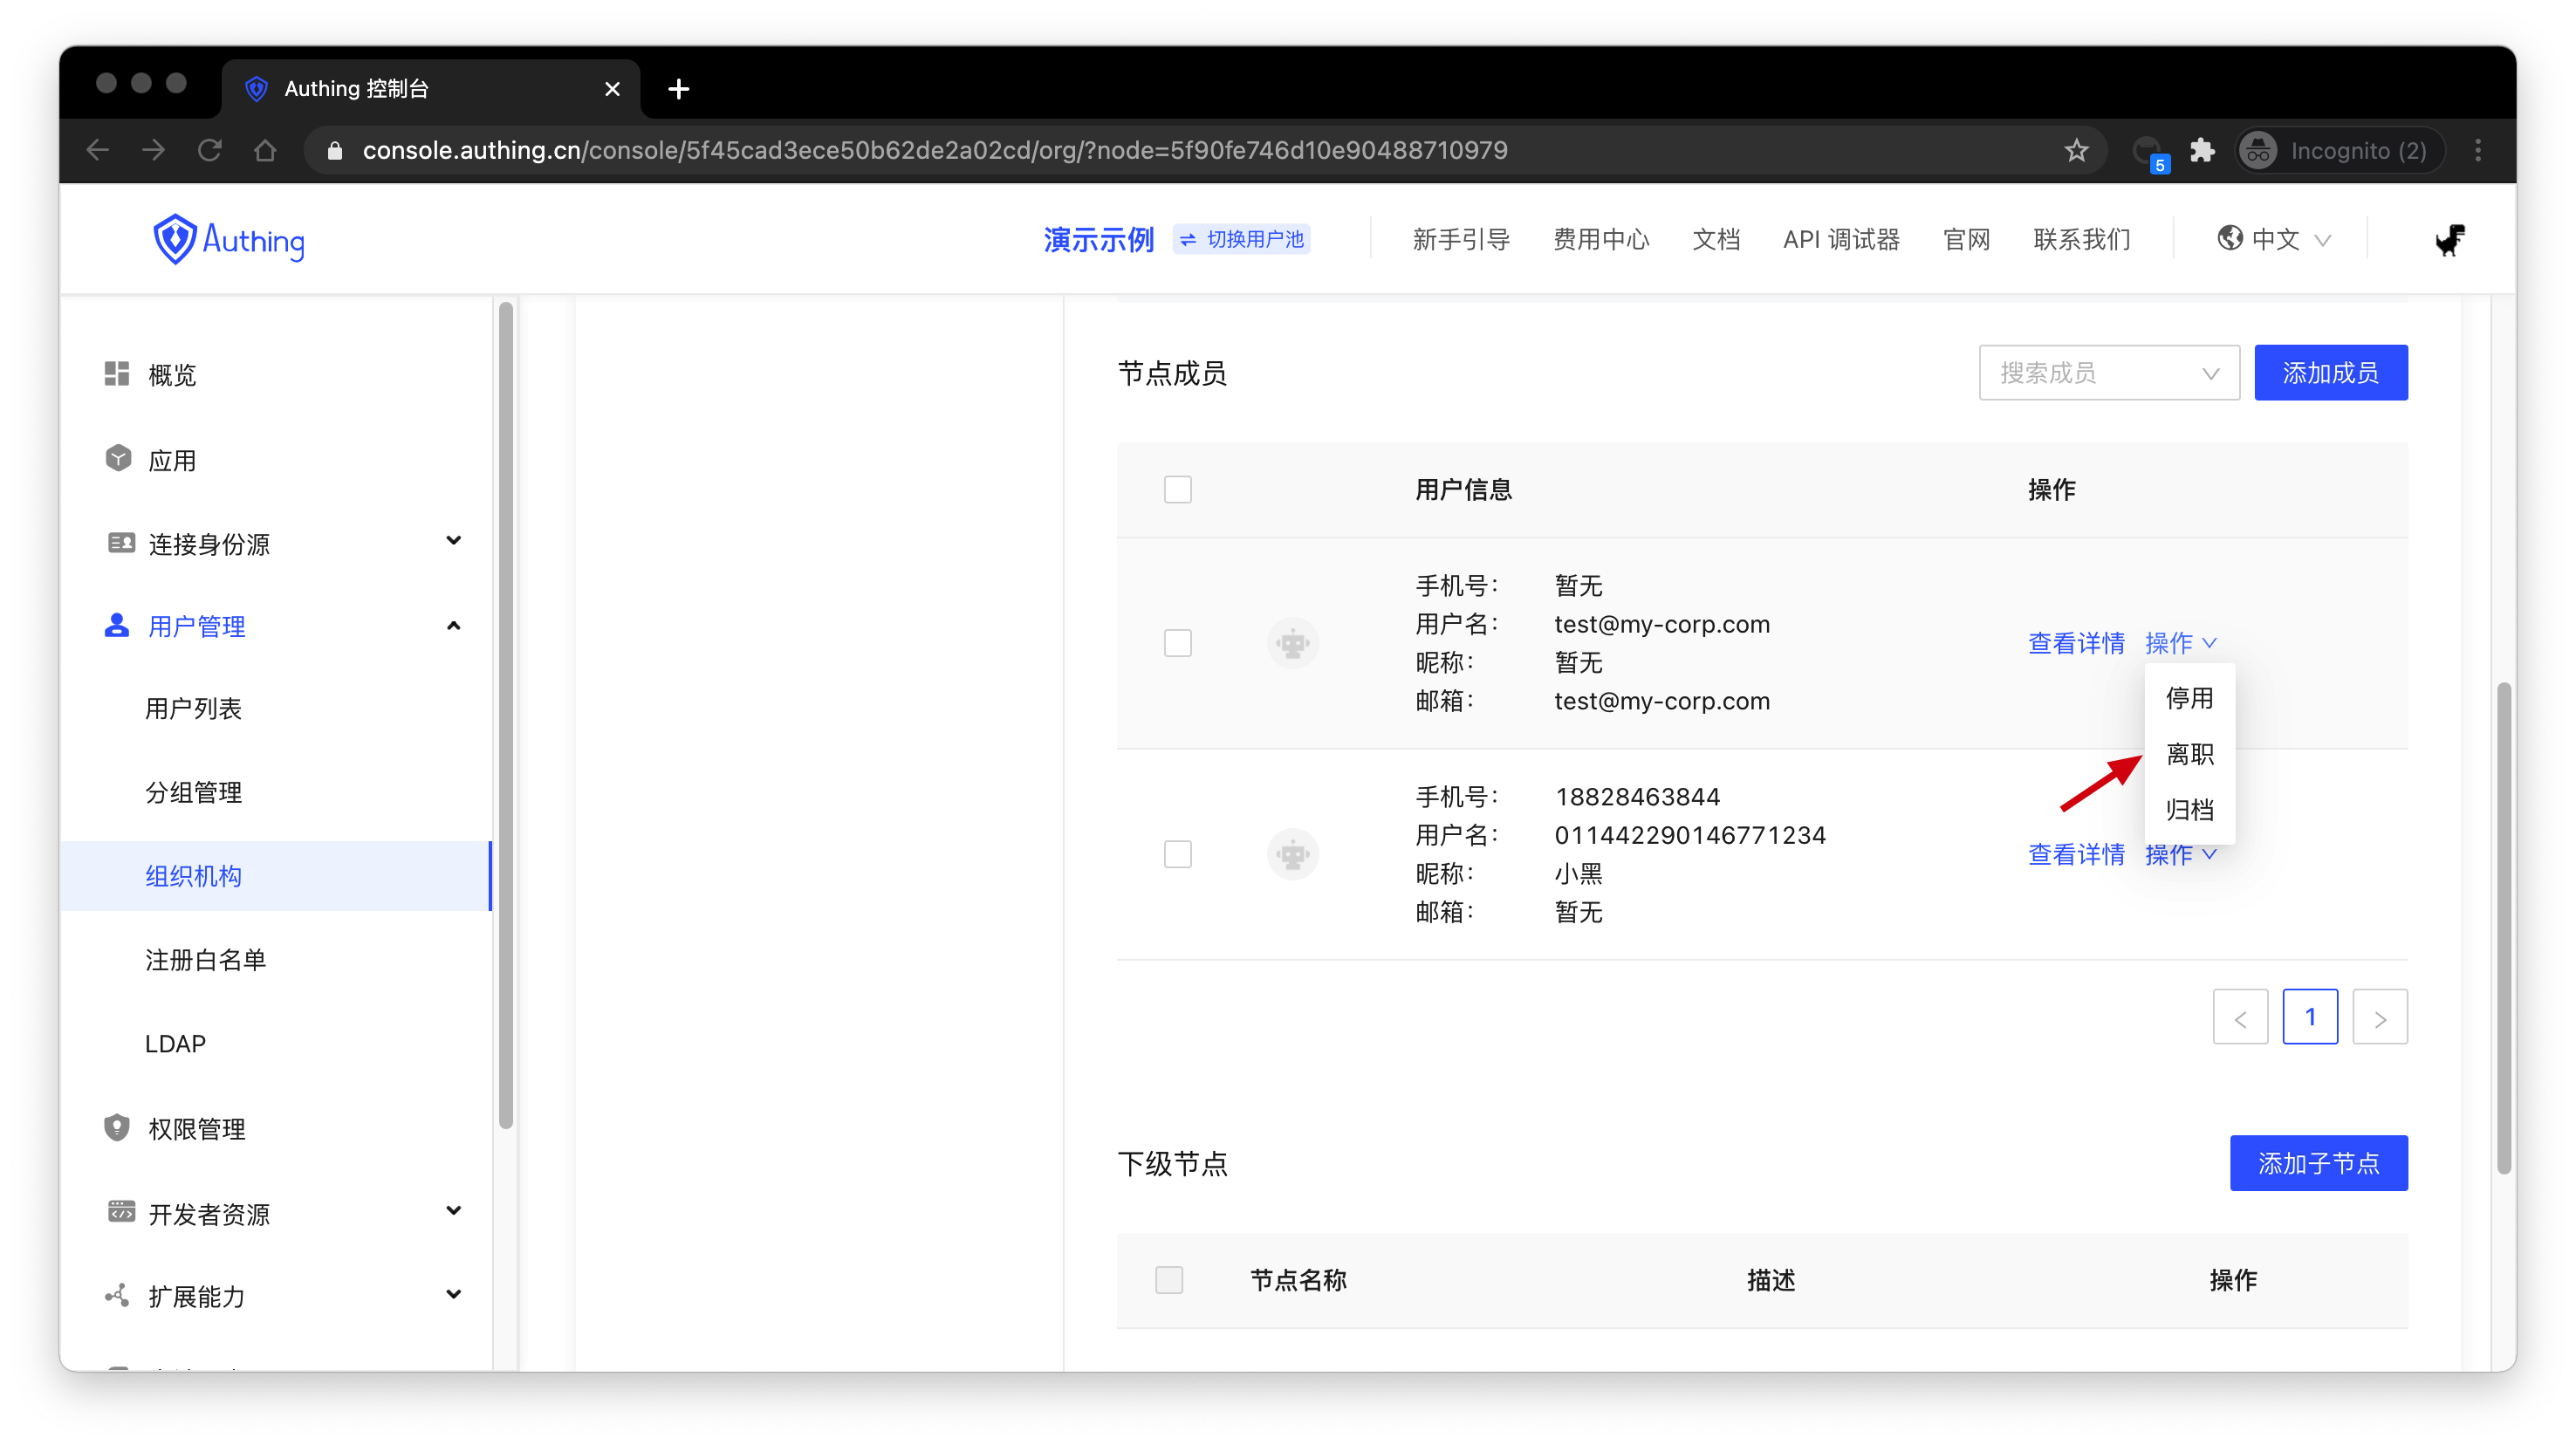 Authing 控制台
console.authing.cn/console/5f45cad3ece50b62de2a02cd/org/?node=5f90fe746d10e90488710979
5
Incognito (2)
Authing
演示示例
切换用户池
新手引导
费用中心
文档
API 调试器
官网
联系我们
中文
概览
应用
连接身份源
用户管理
用户列表
分组管理
组织机构
注册白名单
LDAP
权限管理
开发者资源
扩展能力
节点成员
搜索成员
添加成员
用户信息
操作
手机号： 暂无
用户名： test@my-corp.com
昵称： 暂无
邮箱： test@my-corp.com
查看详情 操作
停用
离职
归档
手机号： 18828463844
用户名： 011442290146771234
昵称： 小黑
邮箱： 暂无
查看详情 操作
1
下级节点
添加子节点
节点名称
描述
操作